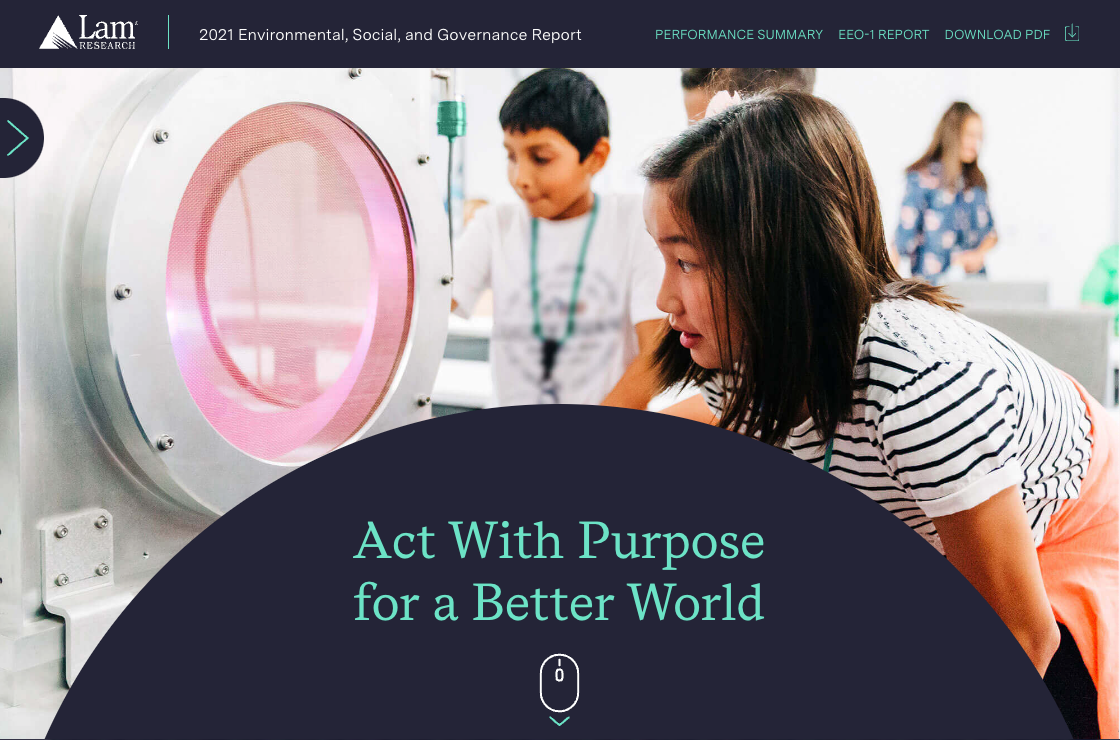 Lam
RESEARCH
2021 Environmental, Social, and Governance Report
PERFORMANCE SUMMARY
EEO-1 REPORT
DOWNLOAD PDF
Act With Purpose
for a Better World